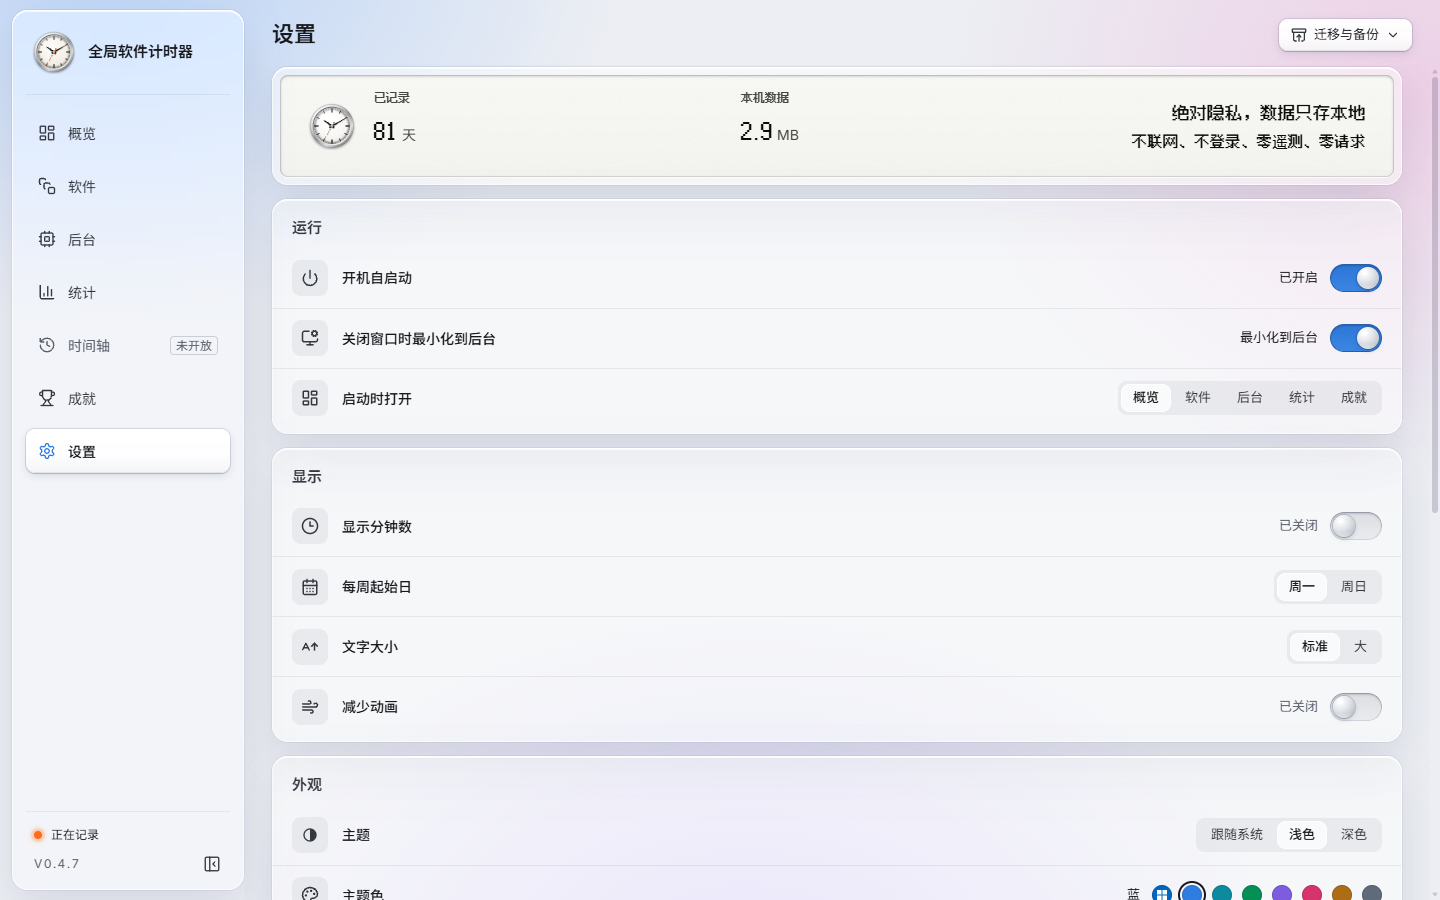 全局软件计时器
概览
软件
后台
统计
时间轴 未开放
成就
设置
正在记录
V0.4.7
设置
迁移与备份
已记录
81 天
本机数据
2.9 MB
绝对隐私，数据只存本地
不联网、不登录、零遥测、零请求
运行
开机自启动 已开启
关闭窗口时最小化到后台 最小化到后台
启动时打开 概览 软件 后台 统计 成就
显示
显示分钟数 已关闭
每周起始日 周一 周日
文字大小 标准 大
减少动画 已关闭
外观
主题 跟随系统 浅色 深色
主题色 蓝